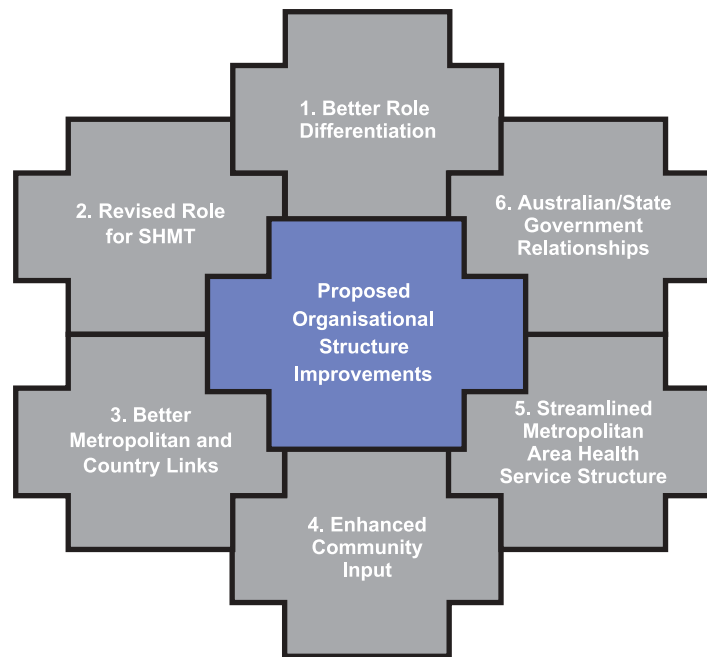 1. Better Role
Differentiation
2. Revised Role
for SHMT
6. Australian/State
Government
Relationships
Proposed
Organisational
Structure
Improvements
3. Better
Metropolitan and
Country Links
5. Streamlined
Metropolitan
Area Health
Service Structure
4. Enhanced
Community
Input